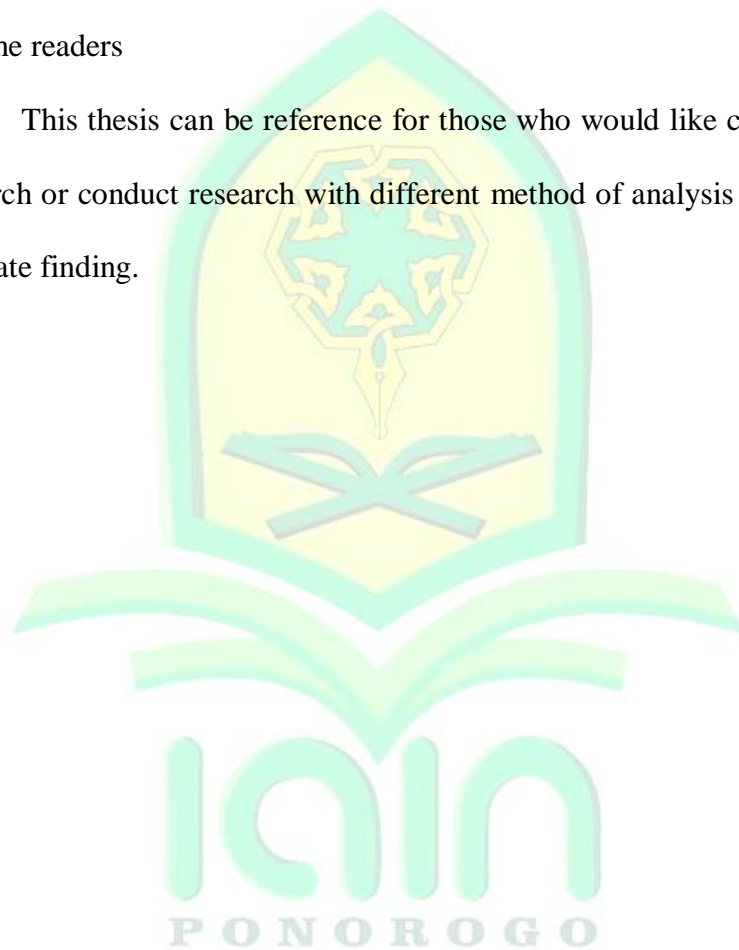 ne readers
This thesis can be reference for those who would like c
rch or conduct research with different method of analysis
ate finding.
iain
PONOROGO